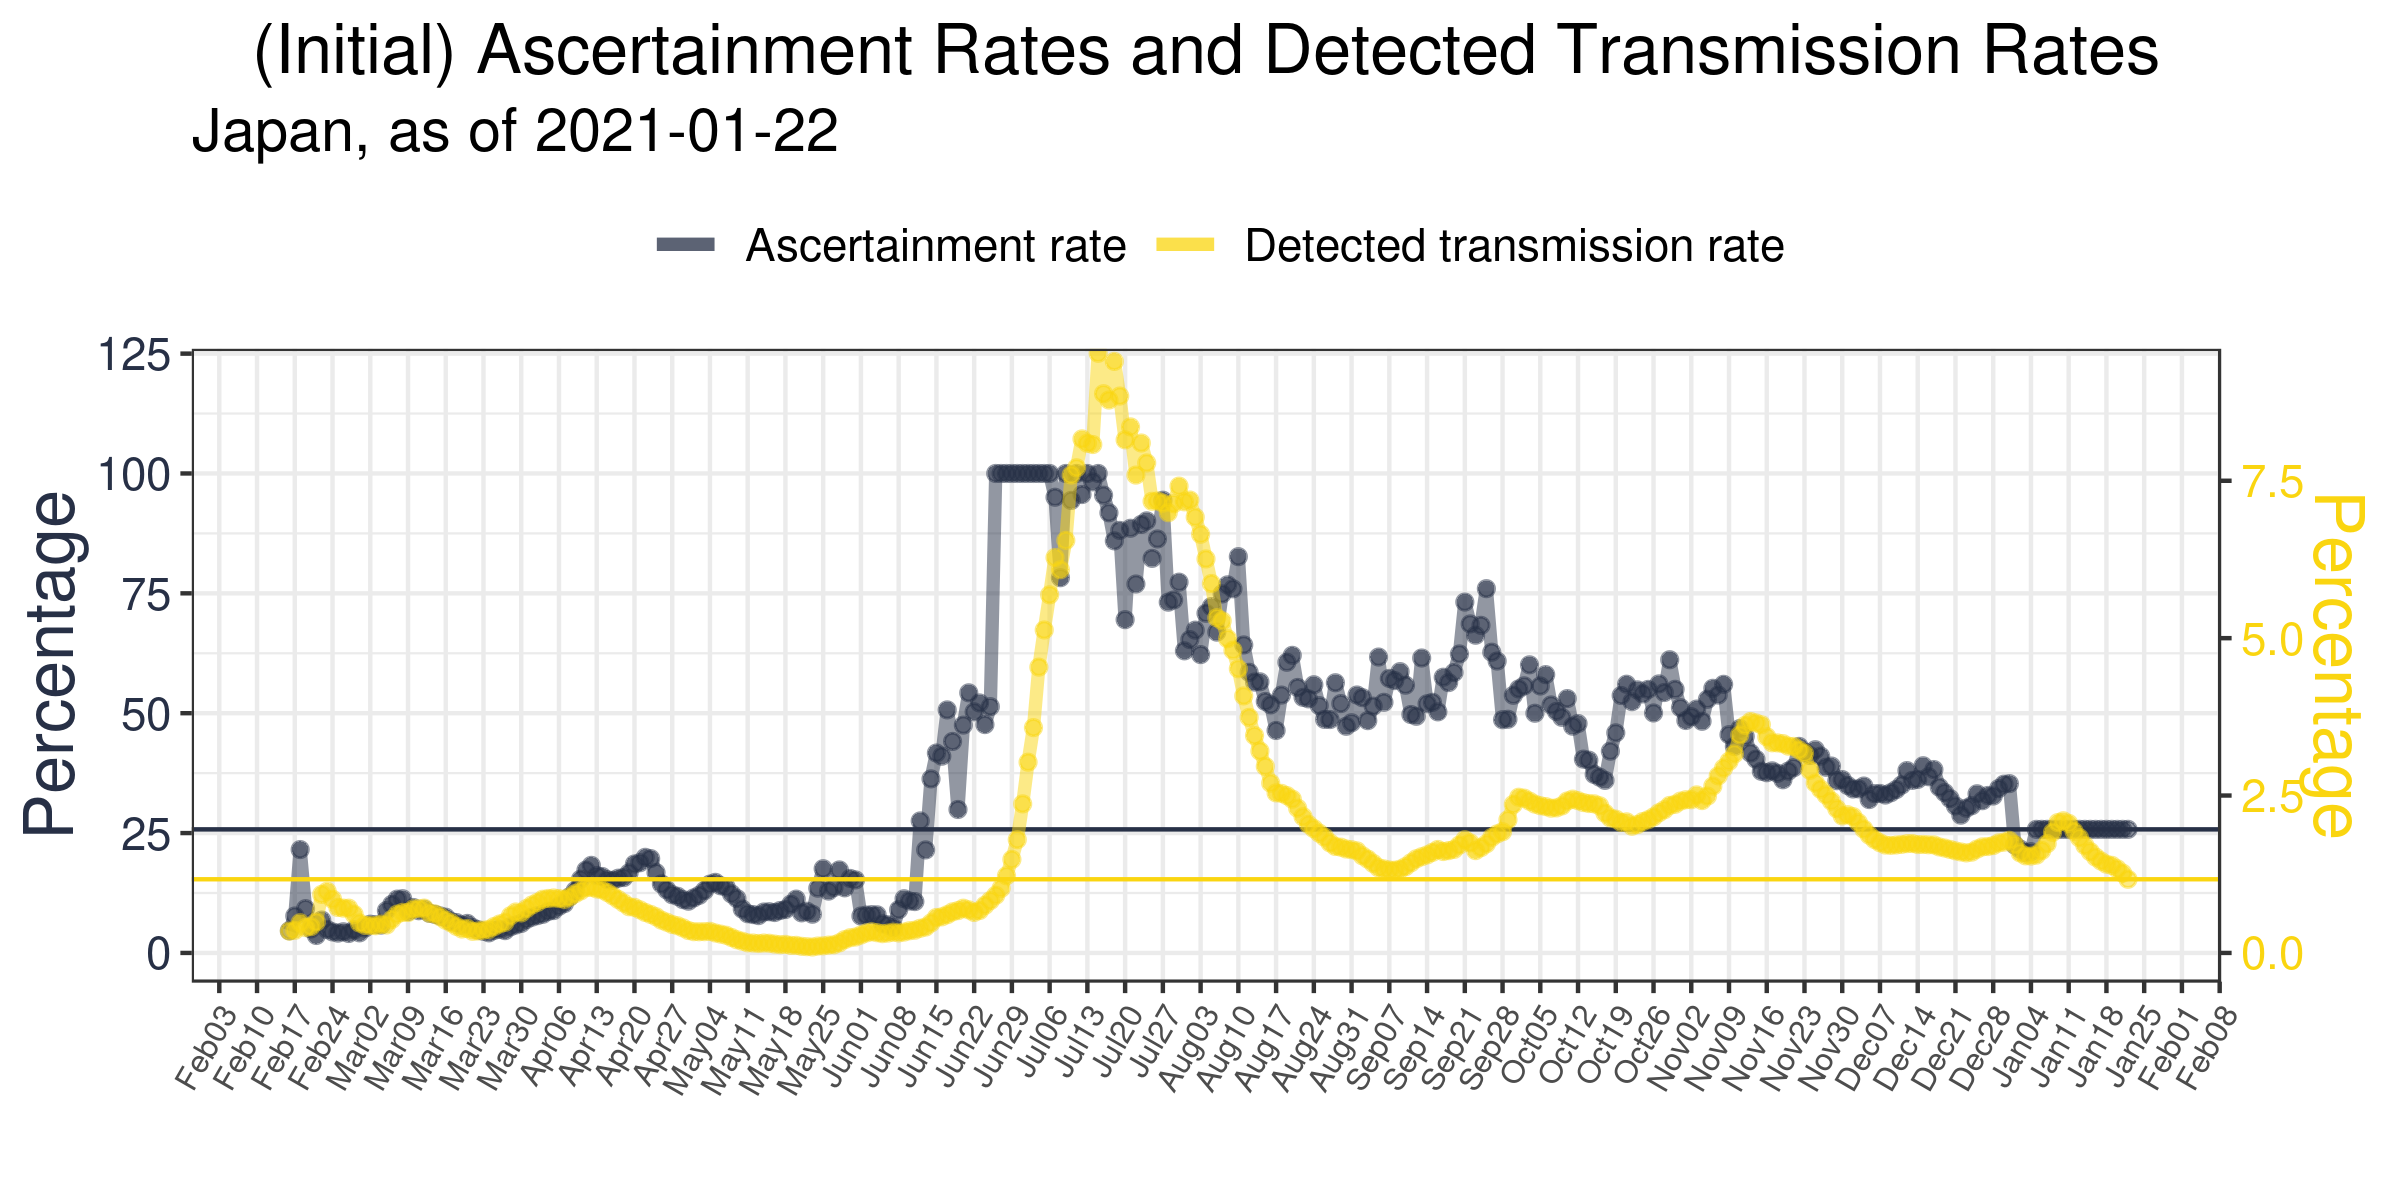 (Initial) Ascertainment Rates and Detected Transmission Rates
Japan, as of 2021-01-22
Ascertainment rate
Detected transmission rate
Percentage
125
100
75
50
25
0
7.5
5.0
2.5
0.0
Percentage
Feb03
Feb10
Feb17
Feb24
Mar02
Mar09
Mar16
Mar23
Mar30
Apr06
Apr13
Apr20
Apr27
May04
May11
May18
May25
Jun01
Jun08
Jun15
Jun22
Jun29
Jul06
Jul13
Jul20
Jul27
Aug03
Aug10
Aug17
Aug24
Aug31
Sep07
Sep14
Sep21
Sep28
Oct05
Oct12
Oct19
Oct26
Nov02
Nov09
Nov16
Nov23
Nov30
Dec07
Dec14
Dec21
Dec28
Jan04
Jan11
Jan18
Jan25
Feb01
Feb08